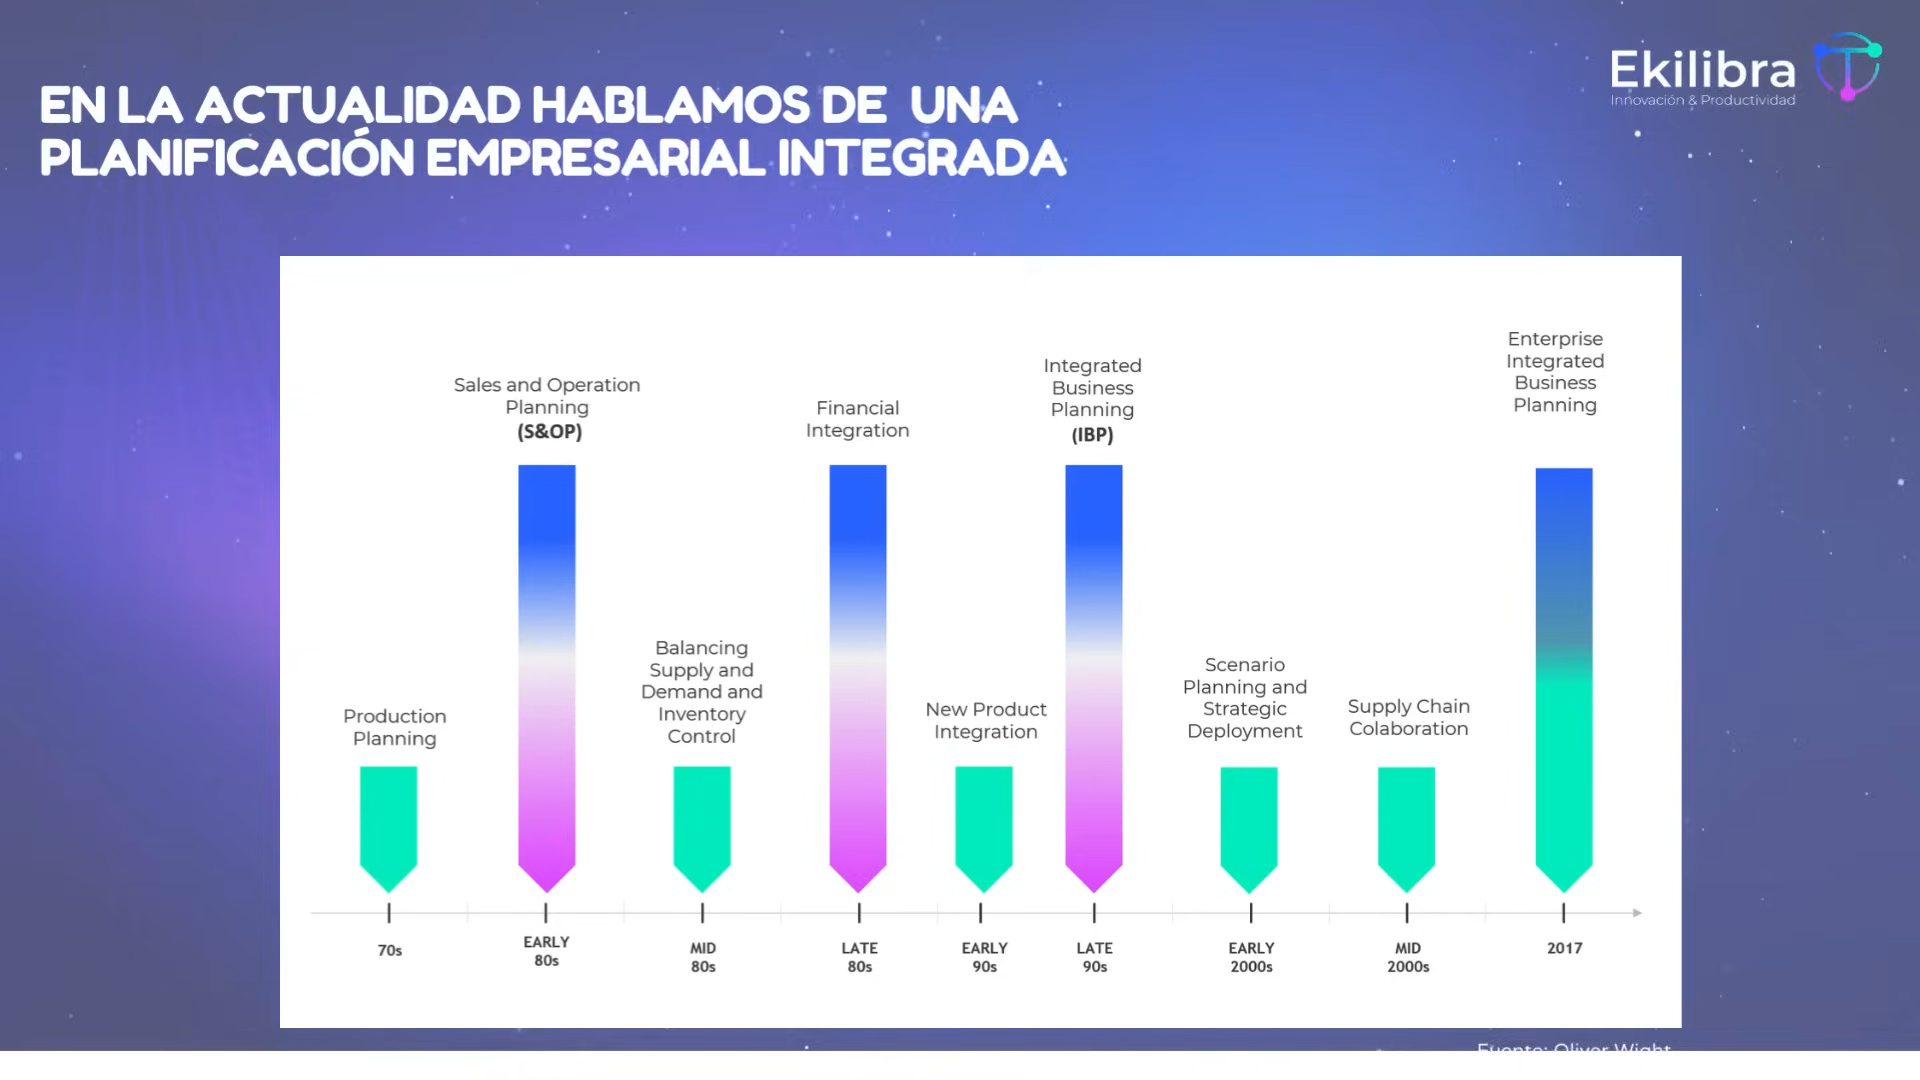 EN LA ACTUALIDAD HABLAMOS DE UNA
PLANIFICACIÓN EMPRESARIAL INTEGRADA
Ekilibra
Innovación & Productividad
Production
Planning
Sales and Operation
Planning
(S&OP)
Balancing
Supply and
Demand and
Inventory
Control
Financial
Integration
New Product
Integration
Integrated
Business
Planning
(IBP)
Scenario
Planning and
Strategic
Deployment
Supply Chain
Colaboration
Enterprise
Integrated
Business
Planning
70s
EARLY
80s
MID
80s
LATE
80s
EARLY
90s
LATE
90s
EARLY
2000s
MID
2000s
2017
Fuente: Oliver Wight